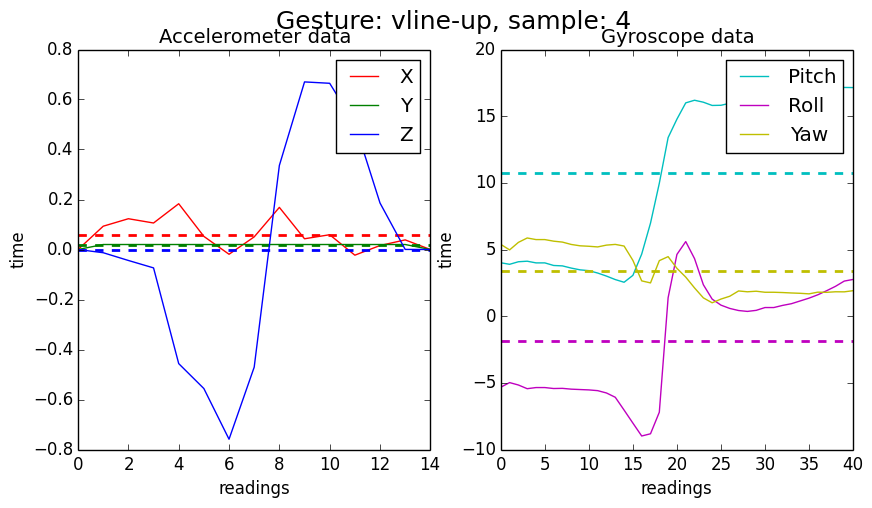 Gesture: vline-up, sample: 4
Accelerometer data
0.8
0.6
0.4
0.2
0.0
−0.2
−0.4
−0.6
−0.8
time
0 2 4 6 8 10 12 14
readings
X
Y
Z
Gyroscope data
20
15
10
5
0
−5
−10
time
0 5 10 15 20 25 30 35 40
readings
Pitch
Roll
Yaw